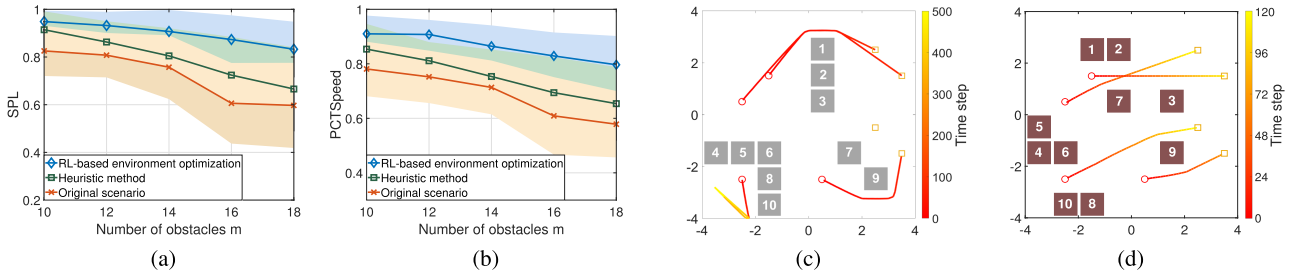 1
0.8
0.6
0.4
0.2
SPL
RL-based environment optimization
Heuristic method
Original scenario
10 12 14 16 18
Number of obstacles m
(a)
1
0.8
0.6
0.4
PCTSpeed
RL-based environment optimization
Heuristic method
Original scenario
10 12 14 16 18
Number of obstacles m
(b)
4
2
0
-2
-4
1
2
3
4 5 6 7
8 9
10
-4 -2 0 2 4
500
400
300
200
100
0
Time step
(c)
4
2
0
-2
-4
1 2
7 3
5
4 6 9
10 8
-4 -2 0 2 4
120
96
72
48
24
0
Time step
(d)